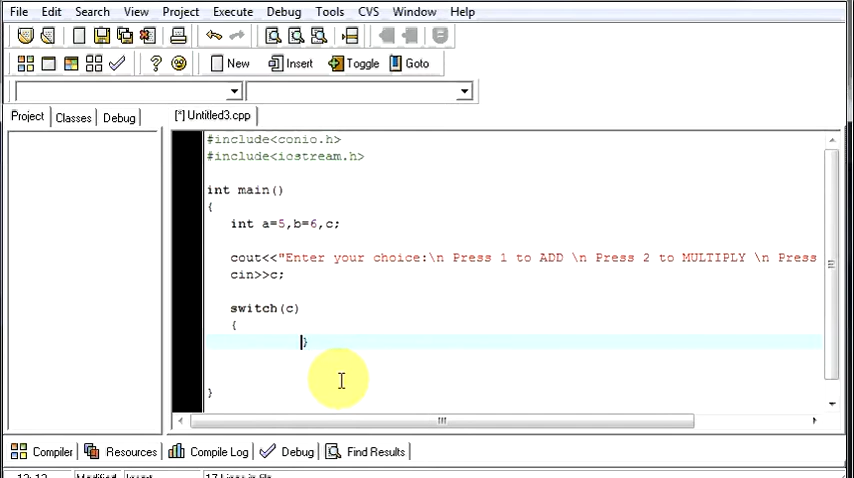 File Edit Search View Project Execute Debug Tools CVS Window Help
New Insert Toggle Goto
Project Classes Debug [*] Untitled3.cpp
#include<conio.h>
#include<iostream.h>
int main()
{
int a=5,b=6,c;
cout<<"Enter your choice:\n Press 1 to ADD \n Press 2 to MULTIPLY \n Press
cin>>c;
switch(c)
{
}
}
Compiler Resources Compile Log Debug Find Results